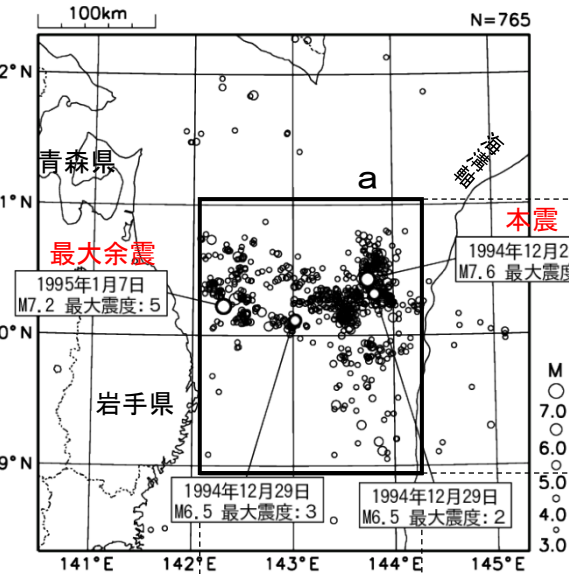 100km
N=765
2°N
青森県
海溝軸
a
1°N
最大余震
本震
1995年1月7日
M7.2 最大震度:5
1994年12月2
M7.6 最大震度
0°N
岩手県
M
7.0
6.0
5.0
4.0
3.0
9°N
1994年12月29日
M6.5 最大震度:3
1994年12月29日
M6.5 最大震度:2
141°E
142°E
143°E
144°E
145°E